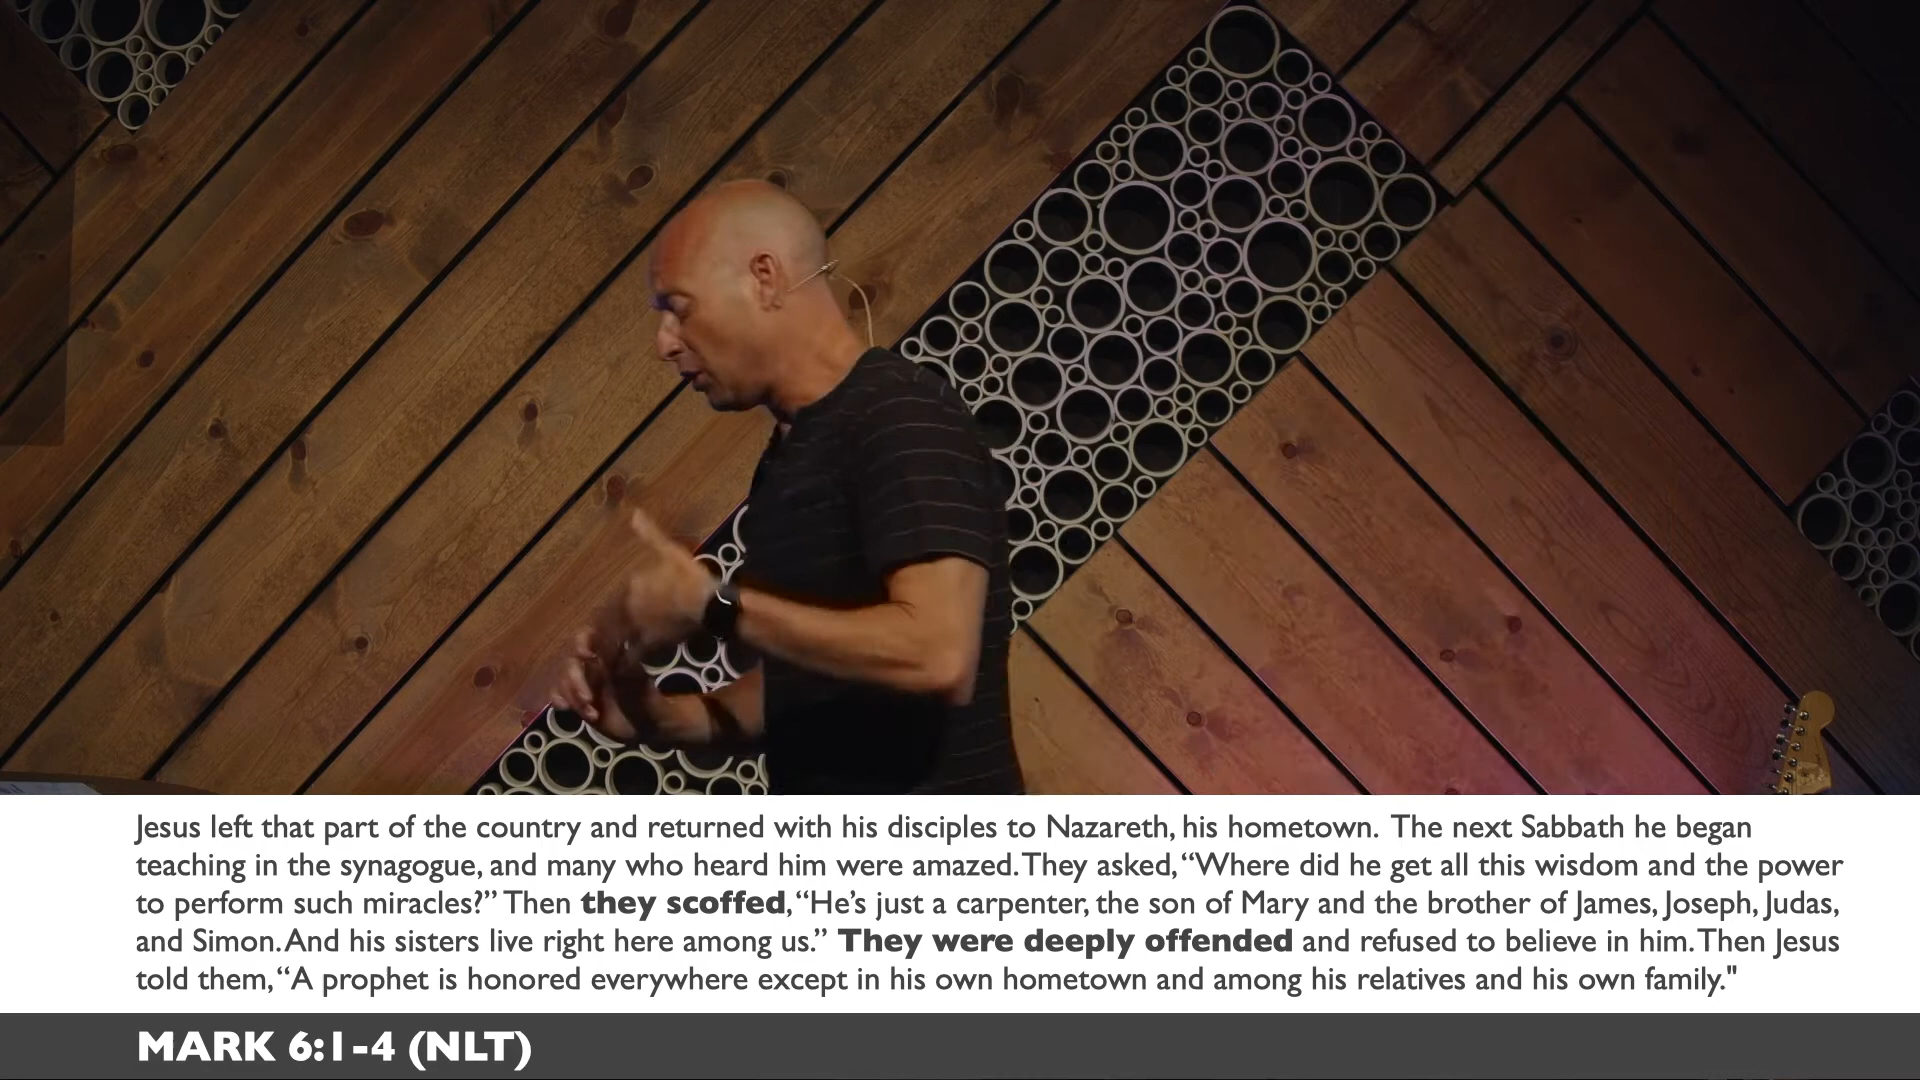 Jesus left that part of the country and returned with his disciples to Nazareth, his hometown.  The next Sabbath he began
teaching in the synagogue, and many who heard him were amazed. They asked, “Where did he get all this wisdom and the power
to perform such miracles?” Then they scoffed, “He’s just a carpenter, the son of Mary and the brother of James, Joseph, Judas,
and Simon. And his sisters live right here among us.” They were deeply offended and refused to believe in him. Then Jesus
told them, “A prophet is honored everywhere except in his own hometown and among his relatives and his own family."
MARK 6:1-4 (NLT)